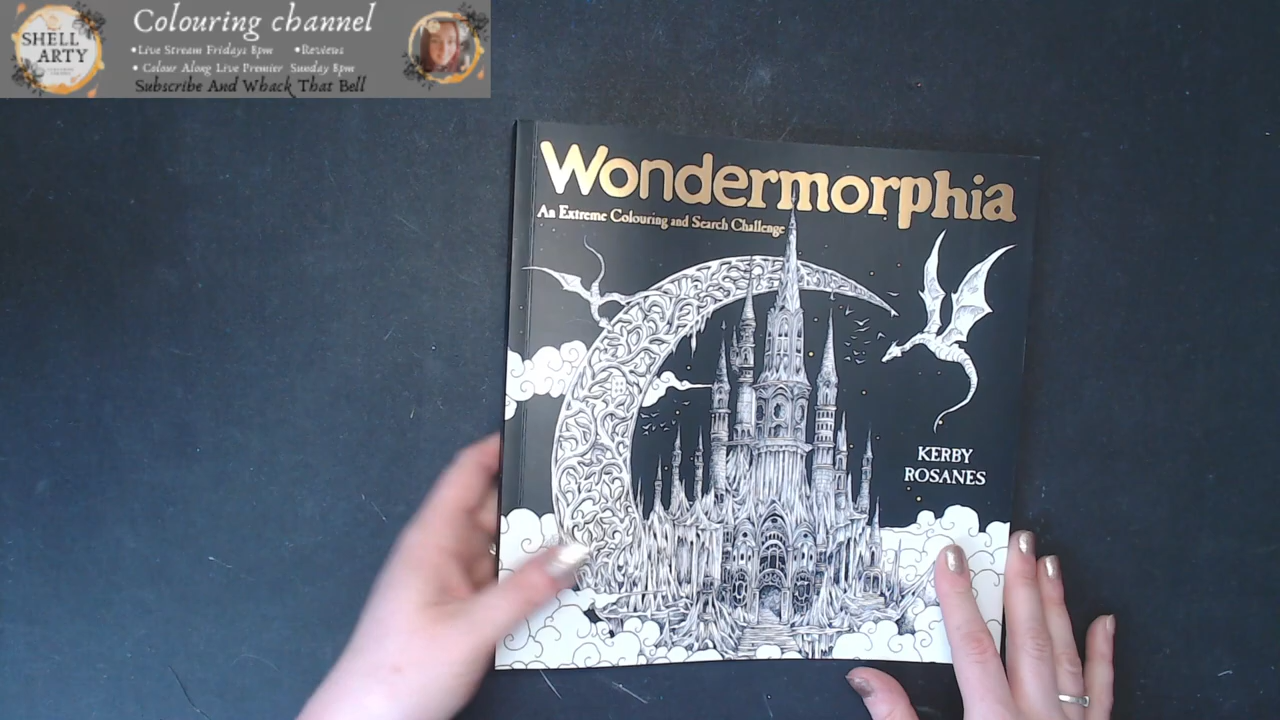 SHELL
ARTY
Colouring channel
•Live Stream Fridays 8pm •Reviews
• Colour Along Live Premier Sunday 8pm
Subscribe And Whack That Bell
Wondermorphia
An Extreme Colouring and Search Challenge
KERBY
ROSANES